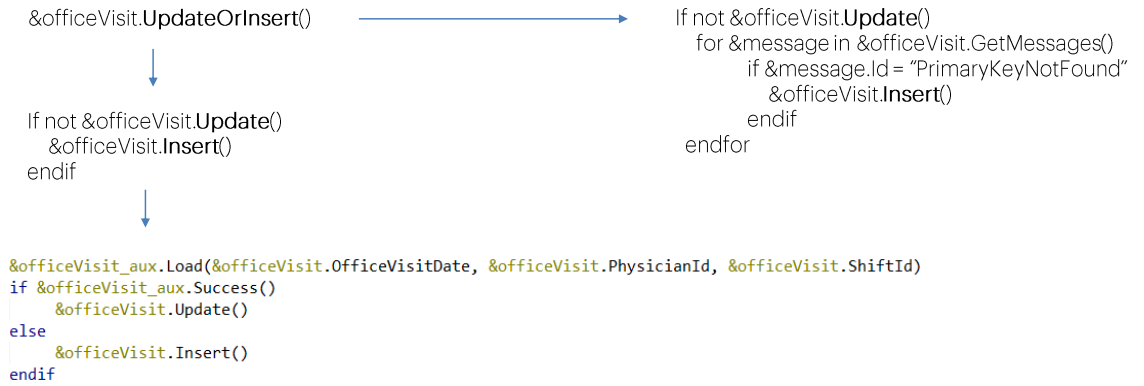 &officeVisit.UpdateOrInsert()
If not &officeVisit.Update()
for &message in &officeVisit.GetMessages()
if &message.Id = “PrimaryKeyNotFound”
&officeVisit.Insert()
endif
endfor
If not &officeVisit.Update()
&officeVisit.Insert()
endif
&officeVisit_aux.Load(&officeVisit.OfficeVisitDate, &officeVisit.PhysicianId, &officeVisit.ShiftId)
if &officeVisit_aux.Success()
&officeVisit.Update()
else
&officeVisit.Insert()
endif